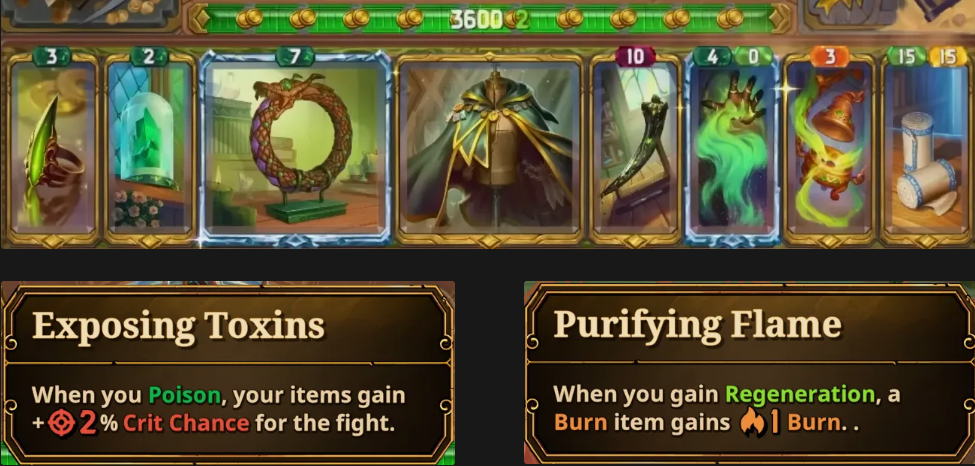 3600 2
3
2
7
10
4 0
3
15 15
Exposing Toxins
When you Poison, your items gain
+ 2% Crit Chance for the fight.
Purifying Flame
When you gain Regeneration, a
Burn item gains 1 Burn. .